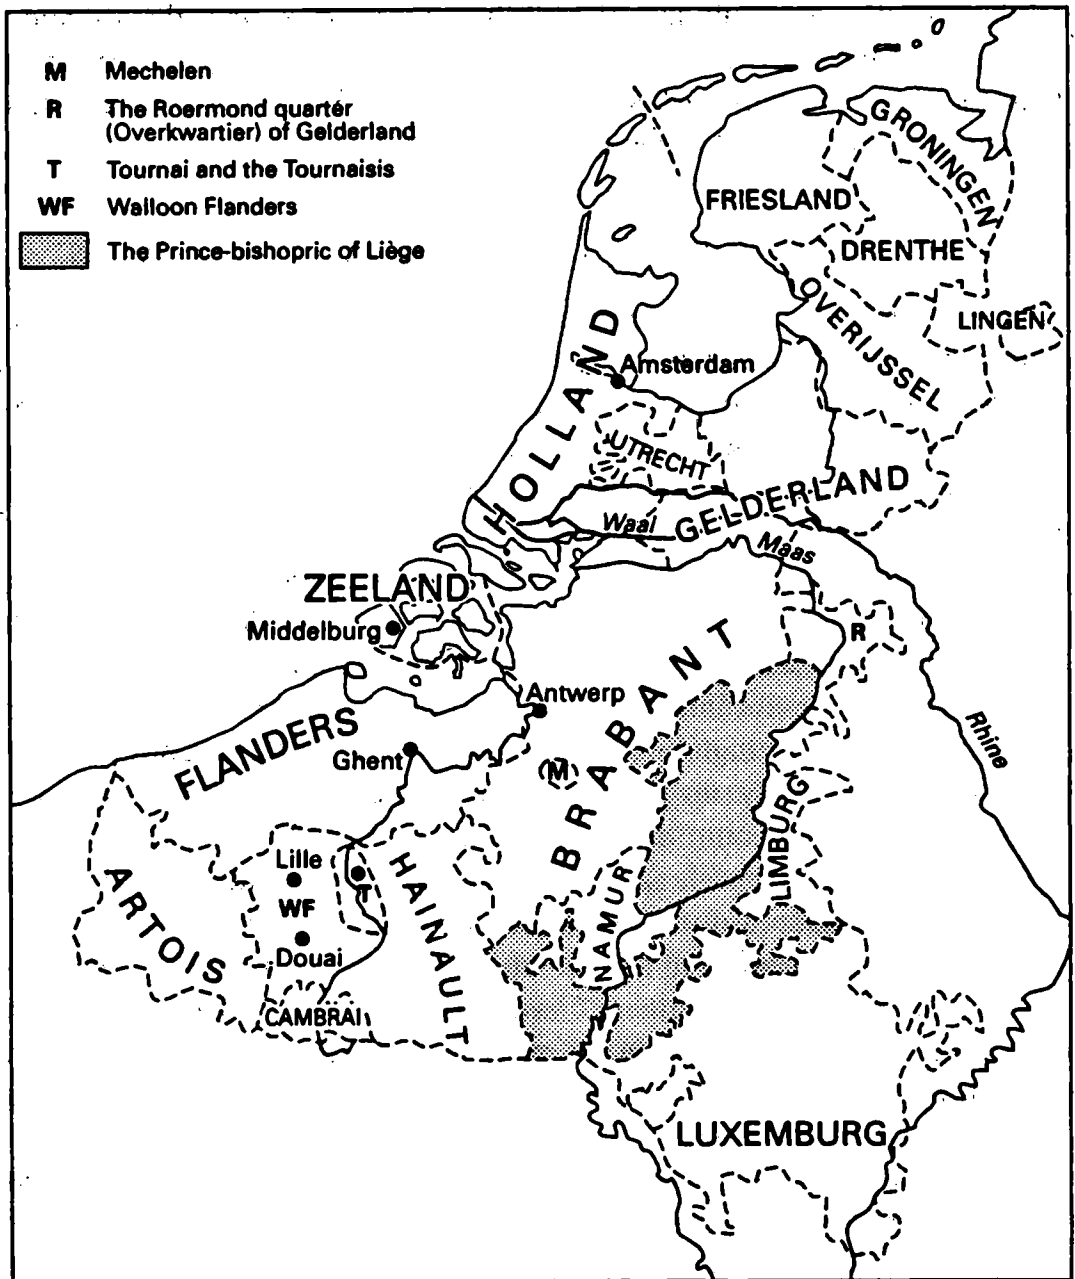 M Mechelen
R The Roermond quarter
(Overkwartier) of Gelderland
T Tournai and the Tournaisis
WF Walloon Flanders
The Prince-bishopric of Liège
GRONINGEN
FRIESLAND
DRENTHE
OVERIJSSEL
LINGEN
HOLLAND
Amsterdam
UTRECHT
GELDERLAND
Waal
Maas
ZEELAND
Middelburg
R
BRABANT
Antwerp
Rhine
FLANDERS
Ghent
M
LIMBURG
ARTOIS
Lille
T
WF
HAINAULT
NAMUR
Douai
CAMBRAI
LUXEMBURG